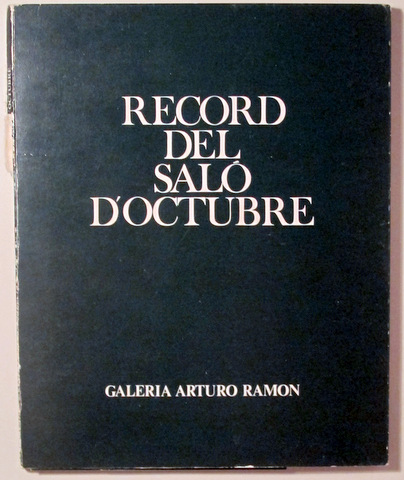 RECORD
DEL
SALÓ
D'OCTUBRE
GALERIA ARTURO RAMON